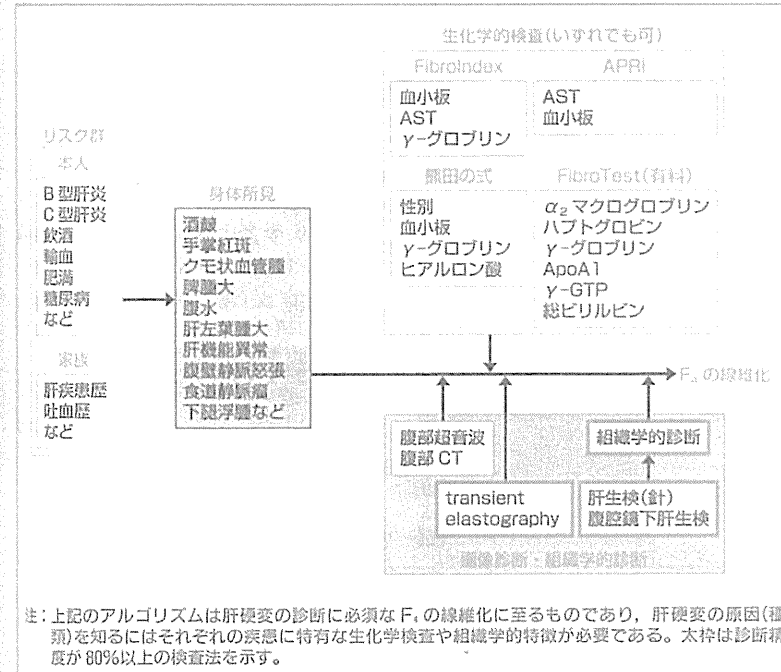 生化学的検査(いずれでも可)
FibroIndex
血小板
AST
γ-グロブリン
APRI
AST
血小板
熊田の式
性別
血小板
γ-グロブリン
ヒアルロン酸
FibroTest(有料)
α₂マクログロブリン
ハプトグロビン
γ-グロブリン
ApoA1
γ-GTP
総ビリルビン
リスク群
本人
B型肝炎
C型肝炎
飲酒
輸血
肥満
糖尿病
など
家族
肝疾患歴
吐血歴
など
身体所見
酒皶
手掌紅斑
クモ状血管腫
脾腫大
腹水
肝左葉腫大
肝機能異常
腹壁静脈怒張
食道静脈瘤
下腿浮腫など
F₄の線維化
腹部超音波
腹部CT
transient
elastography
組織学的診断
肝生検(針)
腹腔鏡下肝生検
画像診断・組織学的診断
注：上記のアルゴリズムは肝硬変の診断に必須なF₄の線維化に至るものであり，肝硬変の原因(種
類)を知るにはそれぞれの疾患に特有な生化学検査や組織学的特徴が必要である。太枠は診断精
度が80%以上の検査法を示す。